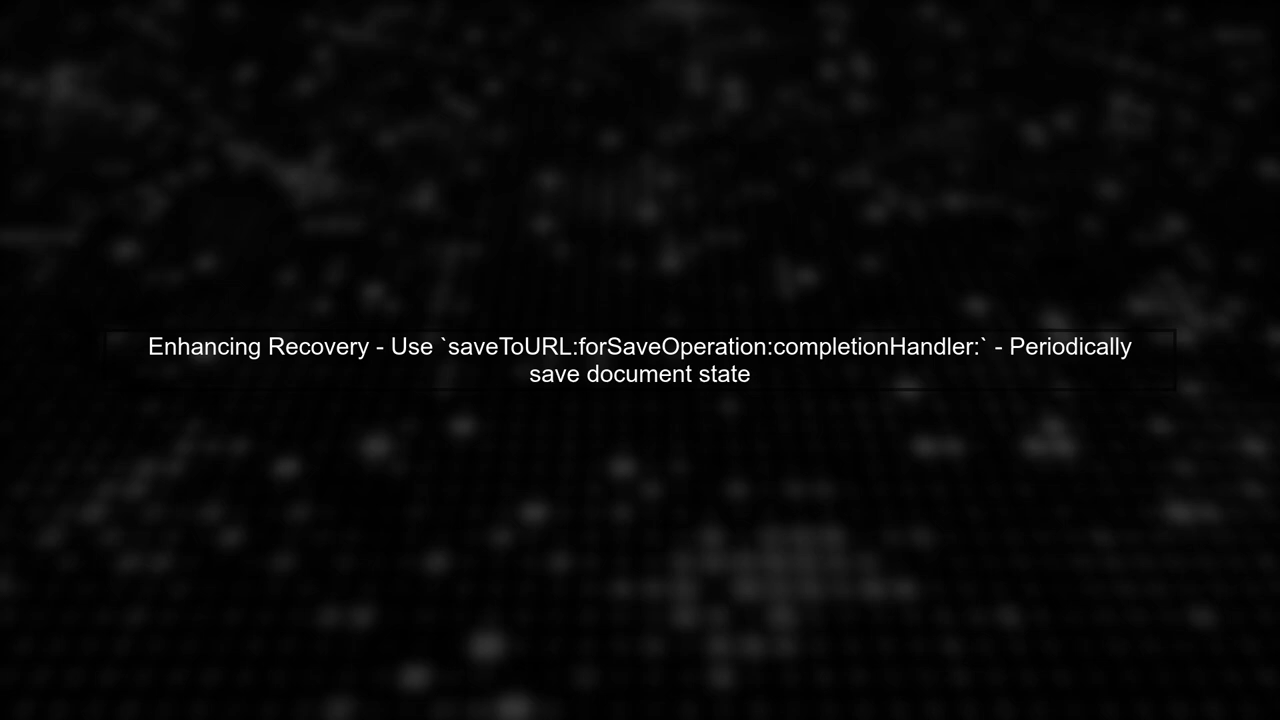 Enhancing Recovery - Use `saveToURL:forSaveOperation:completionHandler:` - Periodically
save document state